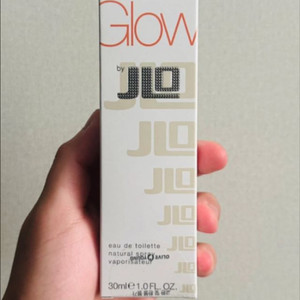 Glow
by JLO
JLO
JLO
JLO
JLO
JLO
eau de toilette
natural spray
vaporisateur
30ml e 1.0 FL. OZ.